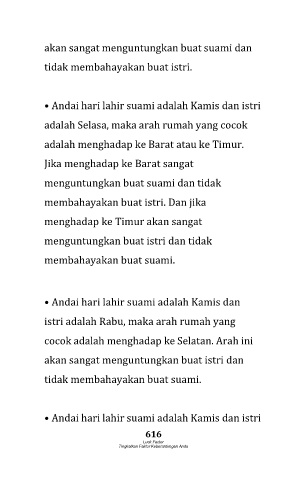 akan sangat menguntungkan buat suami dan
tidak membahayakan buat istri.
• Andai hari lahir suami adalah Kamis dan istri
adalah Selasa, maka arah rumah yang cocok
adalah menghadap ke Barat atau ke Timur.
Jika menghadap ke Barat sangat
menguntungkan buat suami dan tidak
membahayakan buat istri. Dan jika
menghadap ke Timur akan sangat
menguntungkan buat istri dan tidak
membahayakan buat suami.
• Andai hari lahir suami adalah Kamis dan
istri adalah Rabu, maka arah rumah yang
cocok adalah menghadap ke Selatan. Arah ini
akan sangat menguntungkan buat istri dan
tidak membahayakan buat suami.
• Andai hari lahir suami adalah Kamis dan istri
616
Luck Factor
Tingkatkan Faktor Keberuntungan Anda